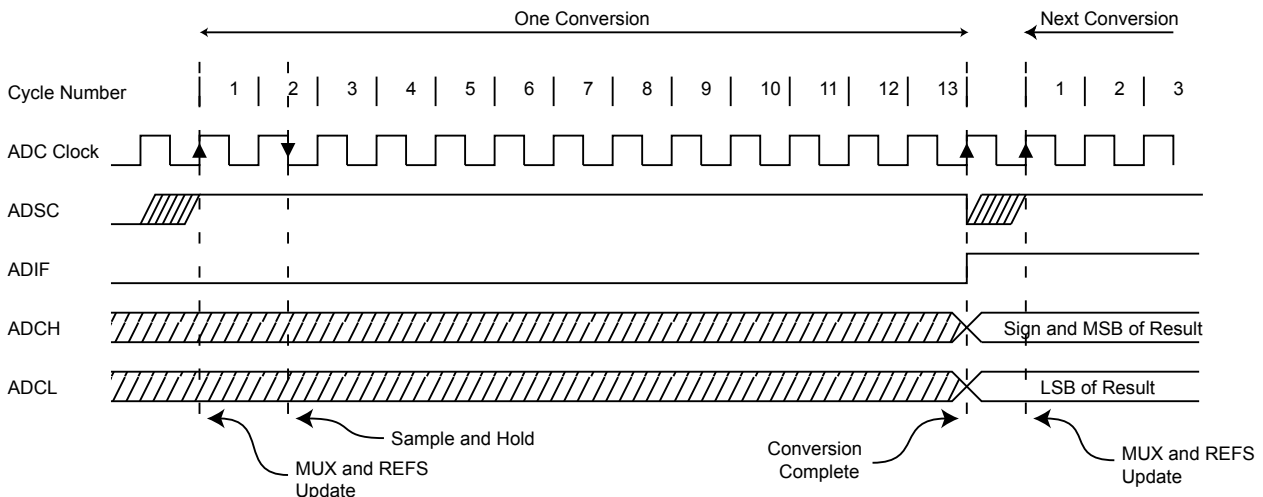 One Conversion
Next Conversion
Cycle Number
1 2 3 4 5 6 7 8 9 10 11 12 13 1 2 3
ADC Clock
ADSC
ADIF
ADCH
Sign and MSB of Result
ADCL
LSB of Result
Sample and Hold
MUX and REFS
Update
Conversion
Complete
MUX and REFS
Update